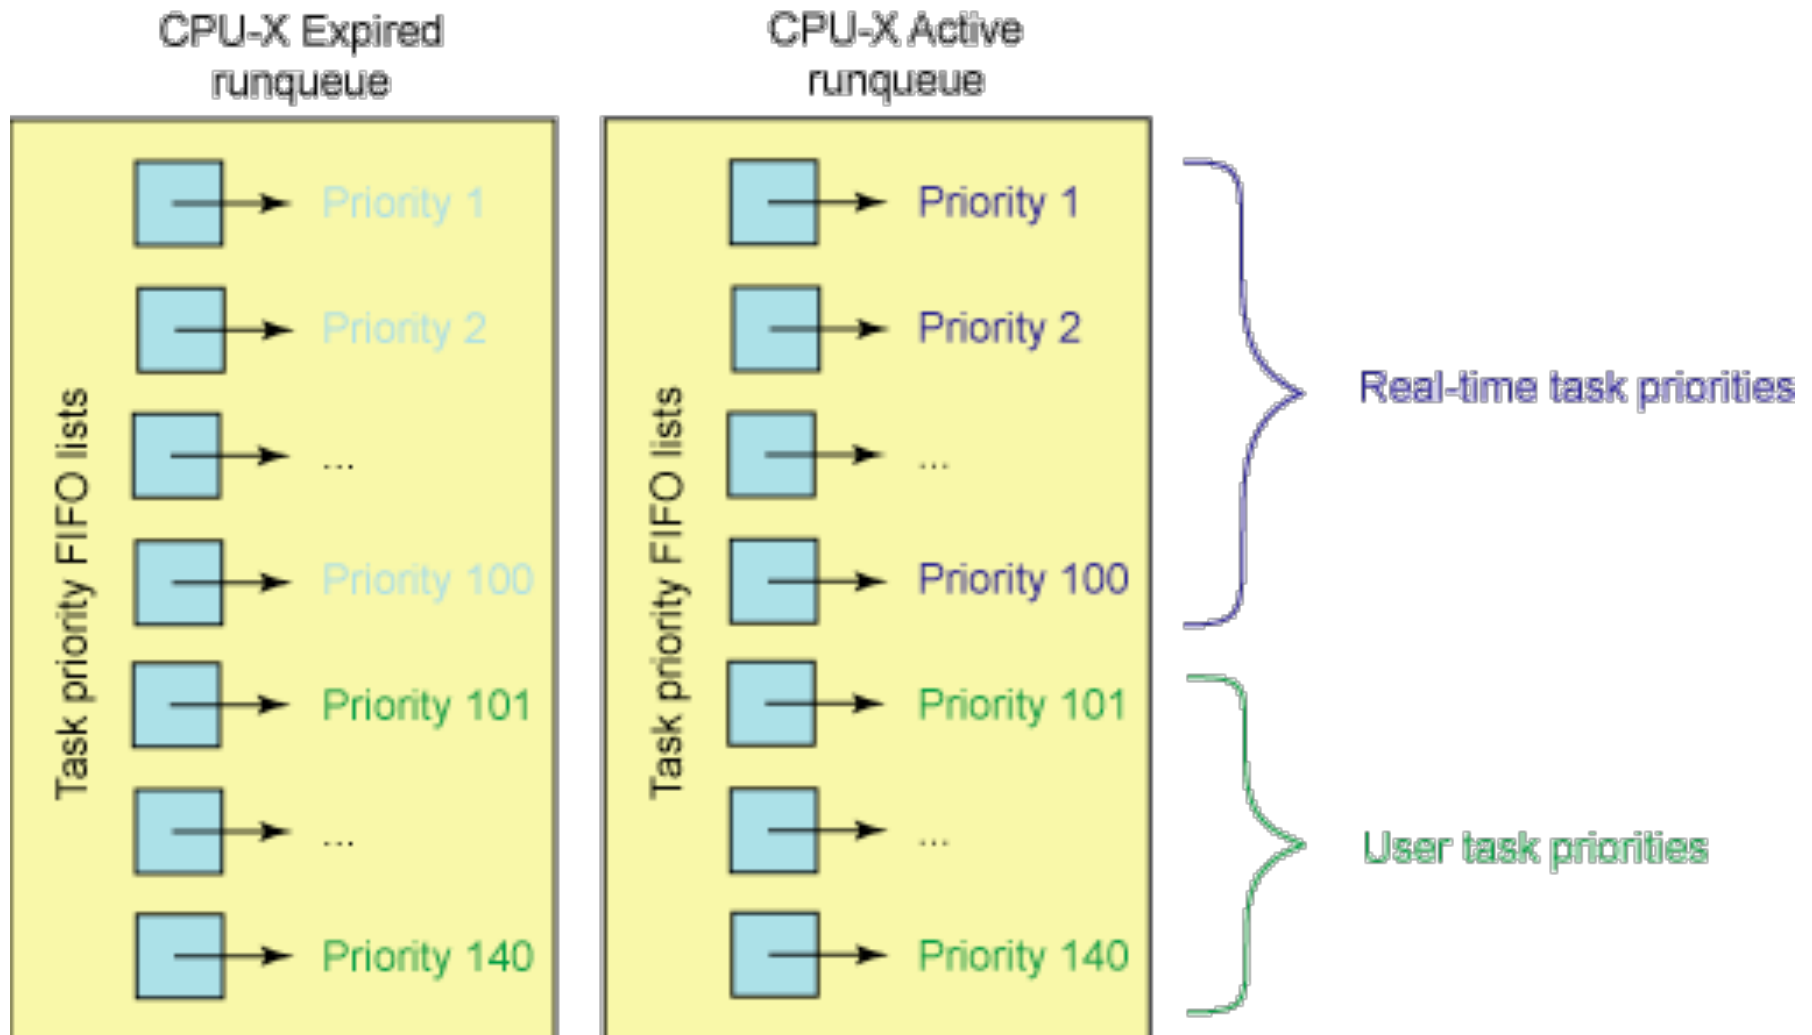 CPU-X Expired
runqueue
Task priority FIFO lists
Priority 1
Priority 2
...
Priority 100
Priority 101
...
Priority 140
CPU-X Active
runqueue
Task priority FIFO lists
Priority 1
Priority 2
...
Priority 100
Priority 101
...
Priority 140
Real-time task priorities
User task priorities